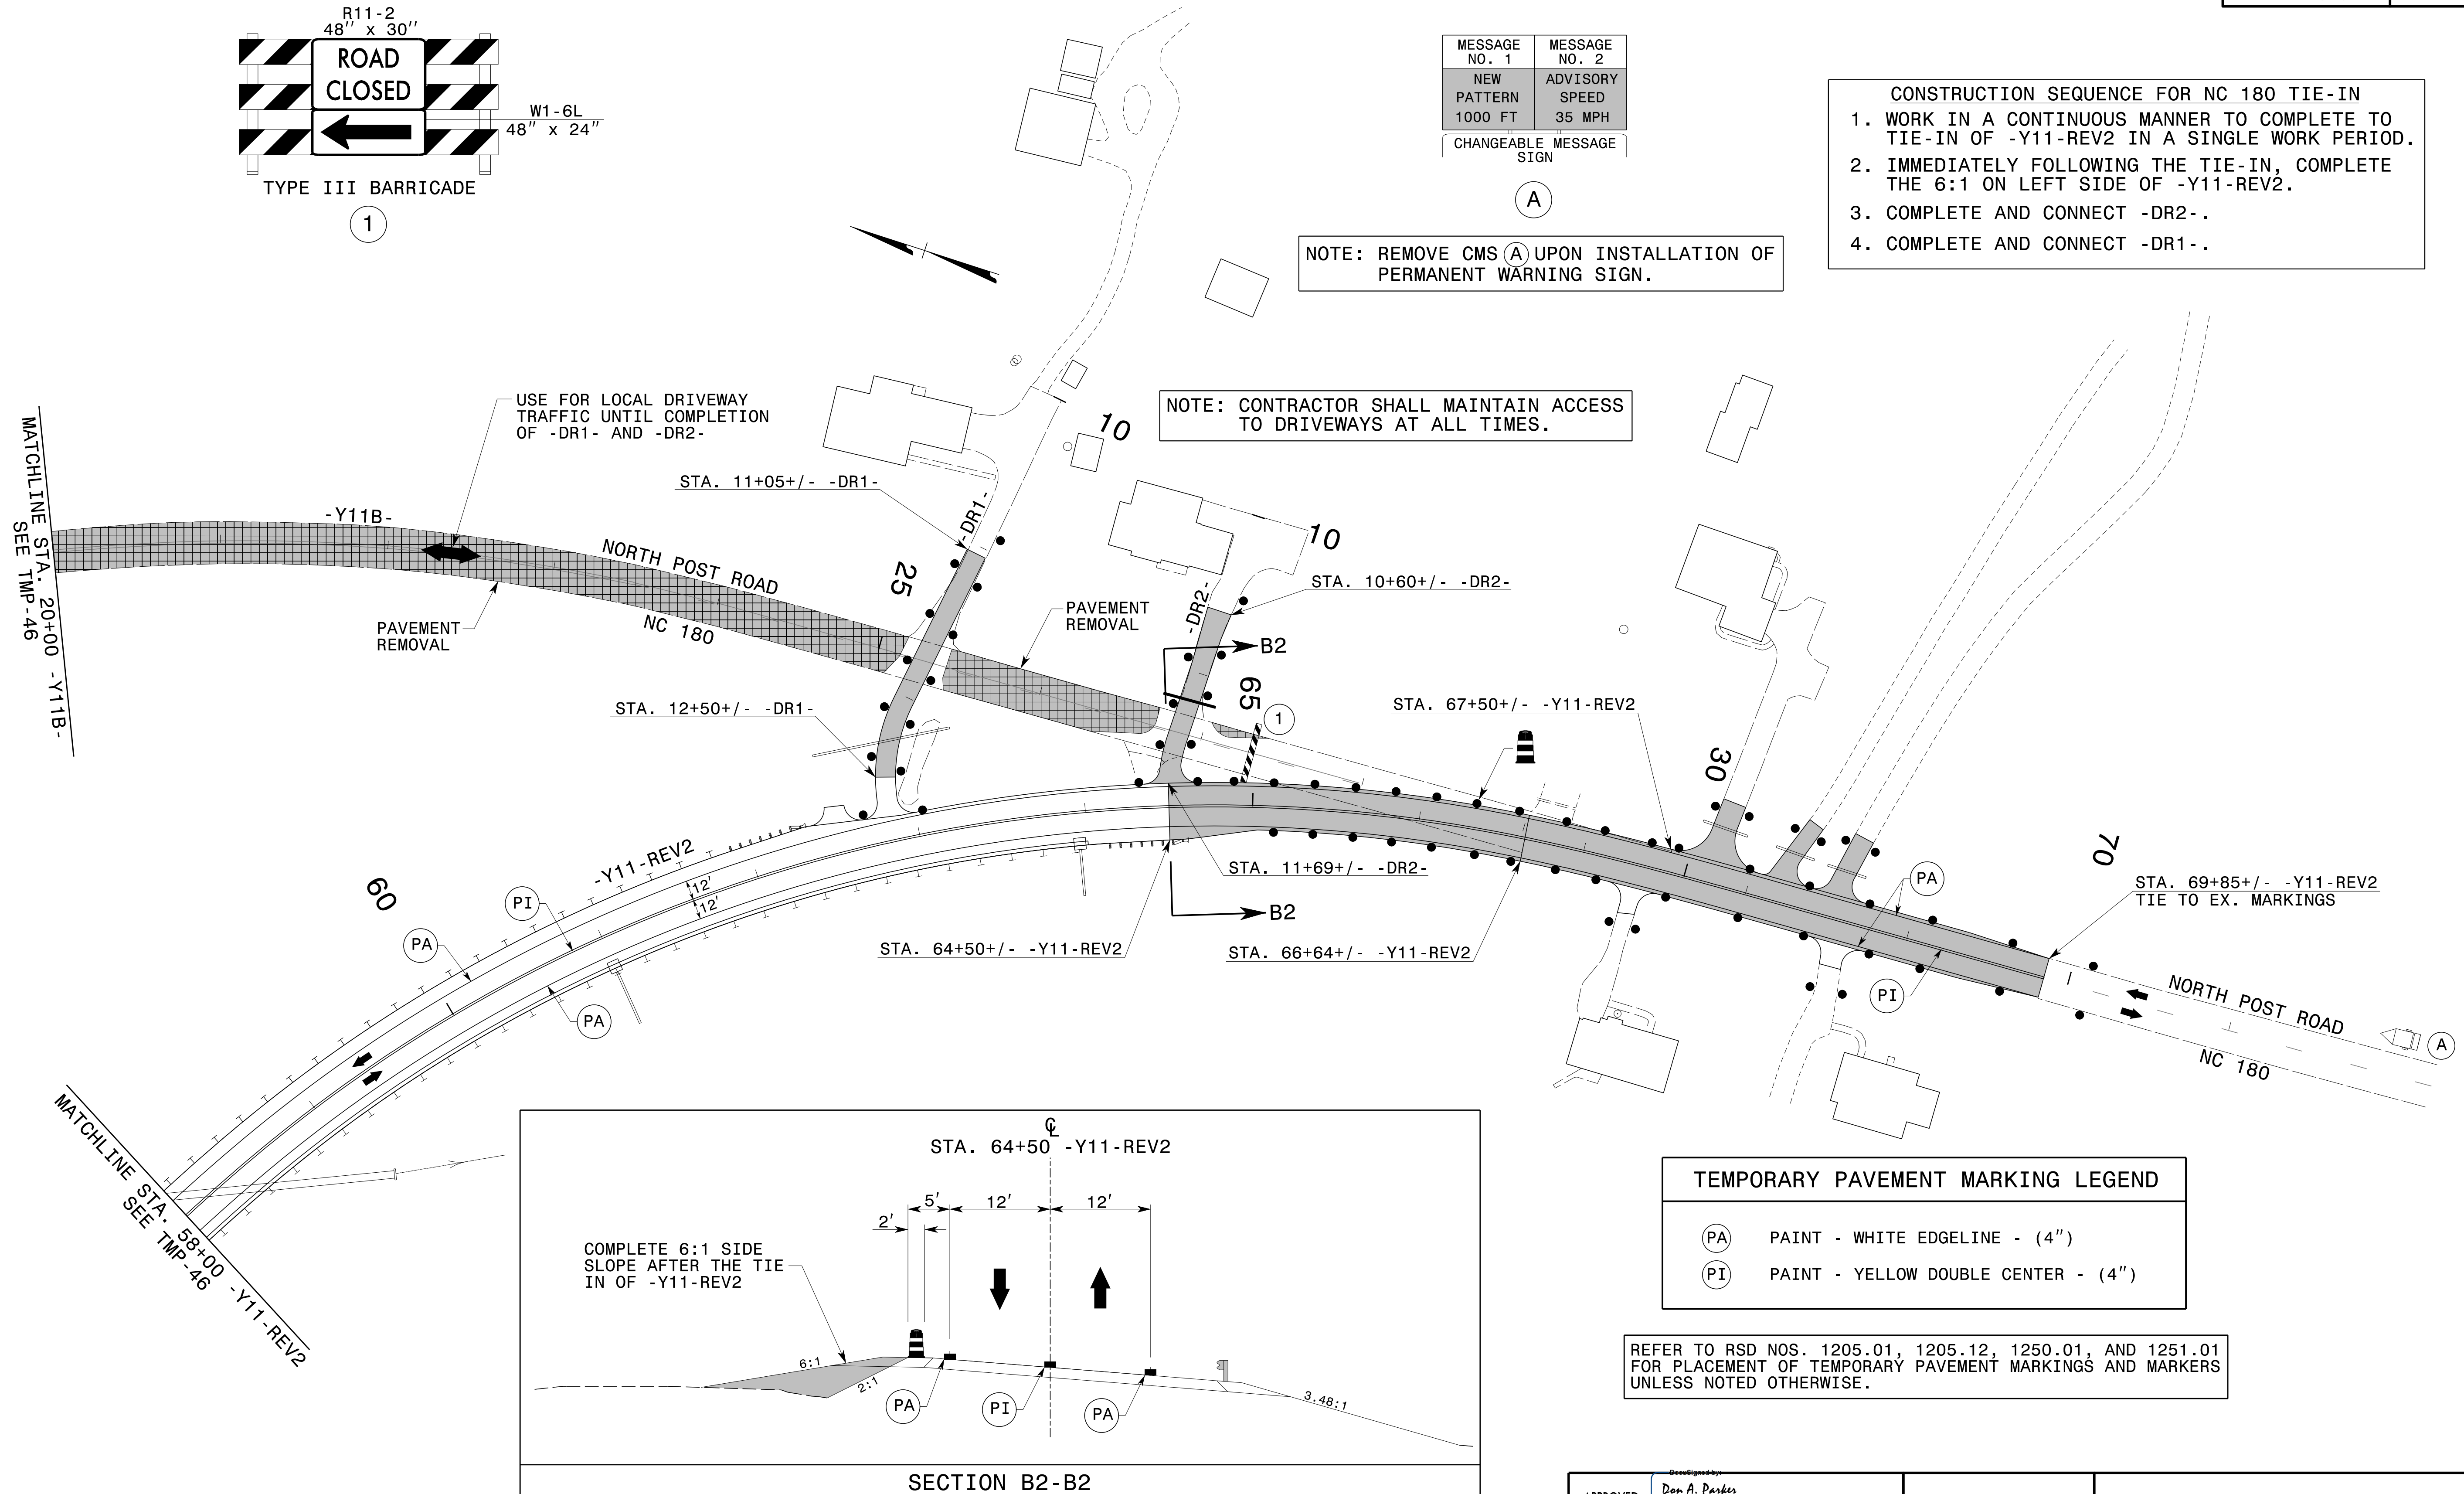 R11-2
48" x 30"
ROAD
CLOSED
W1-6L
48" x 24"
TYPE III BARRICADE
1
MESSAGE NO. 1
MESSAGE NO. 2
NEW
PATTERN
1000 FT
ADVISORY
SPEED
35 MPH
CHANGEABLE MESSAGE
SIGN
A
NOTE: REMOVE CMS A UPON INSTALLATION OF
PERMANENT WARNING SIGN.
CONSTRUCTION SEQUENCE FOR NC 180 TIE-IN
1. WORK IN A CONTINUOUS MANNER TO COMPLETE TO
TIE-IN OF -Y11-REV2 IN A SINGLE WORK PERIOD.
2. IMMEDIATELY FOLLOWING THE TIE-IN, COMPLETE
THE 6:1 ON LEFT SIDE OF -Y11-REV2.
3. COMPLETE AND CONNECT -DR2-.
4. COMPLETE AND CONNECT -DR1-.
NOTE: CONTRACTOR SHALL MAINTAIN ACCESS
TO DRIVEWAYS AT ALL TIMES.
USE FOR LOCAL DRIVEWAY
TRAFFIC UNTIL COMPLETION
OF -DR1- AND -DR2-
MATCHLINE STA. 20+00 -Y11B-
SEE TMP-46
-Y11B-
NORTH POST ROAD
NC 180
PAVEMENT
REMOVAL
STA. 11+05+/- -DR1-
-DR1-
10
25
STA. 12+50+/- -DR1-
PAVEMENT
REMOVAL
10
-DR2-
STA. 10+60+/- -DR2-
B2
65
1
STA. 67+50+/- -Y11-REV2
30
70
PA
STA. 69+85+/- -Y11-REV2
TIE TO EX. MARKINGS
STA. 11+69+/- -DR2-
B2
STA. 64+50+/- -Y11-REV2
STA. 66+64+/- -Y11-REV2
PI
NORTH POST ROAD
NC 180
A
-Y11-REV2
12'
12'
60
PI
PA
PA
MATCHLINE STA. 58+00 -Y11-REV2
SEE TMP-46
CL
STA. 64+50 -Y11-REV2
5'
12'
12'
2'
COMPLETE 6:1 SIDE
SLOPE AFTER THE TIE
IN OF -Y11-REV2
6:1
2:1
3.48:1
PA
PI
PA
SECTION B2-B2
TEMPORARY PAVEMENT MARKING LEGEND
PA PAINT - WHITE EDGELINE - (4")
PI PAINT - YELLOW DOUBLE CENTER - (4")
REFER TO RSD NOS. 1205.01, 1205.12, 1250.01, AND 1251.01
FOR PLACEMENT OF TEMPORARY PAVEMENT MARKINGS AND MARKERS
UNLESS NOTED OTHERWISE.
DocuSigned by:
Don A. Parker